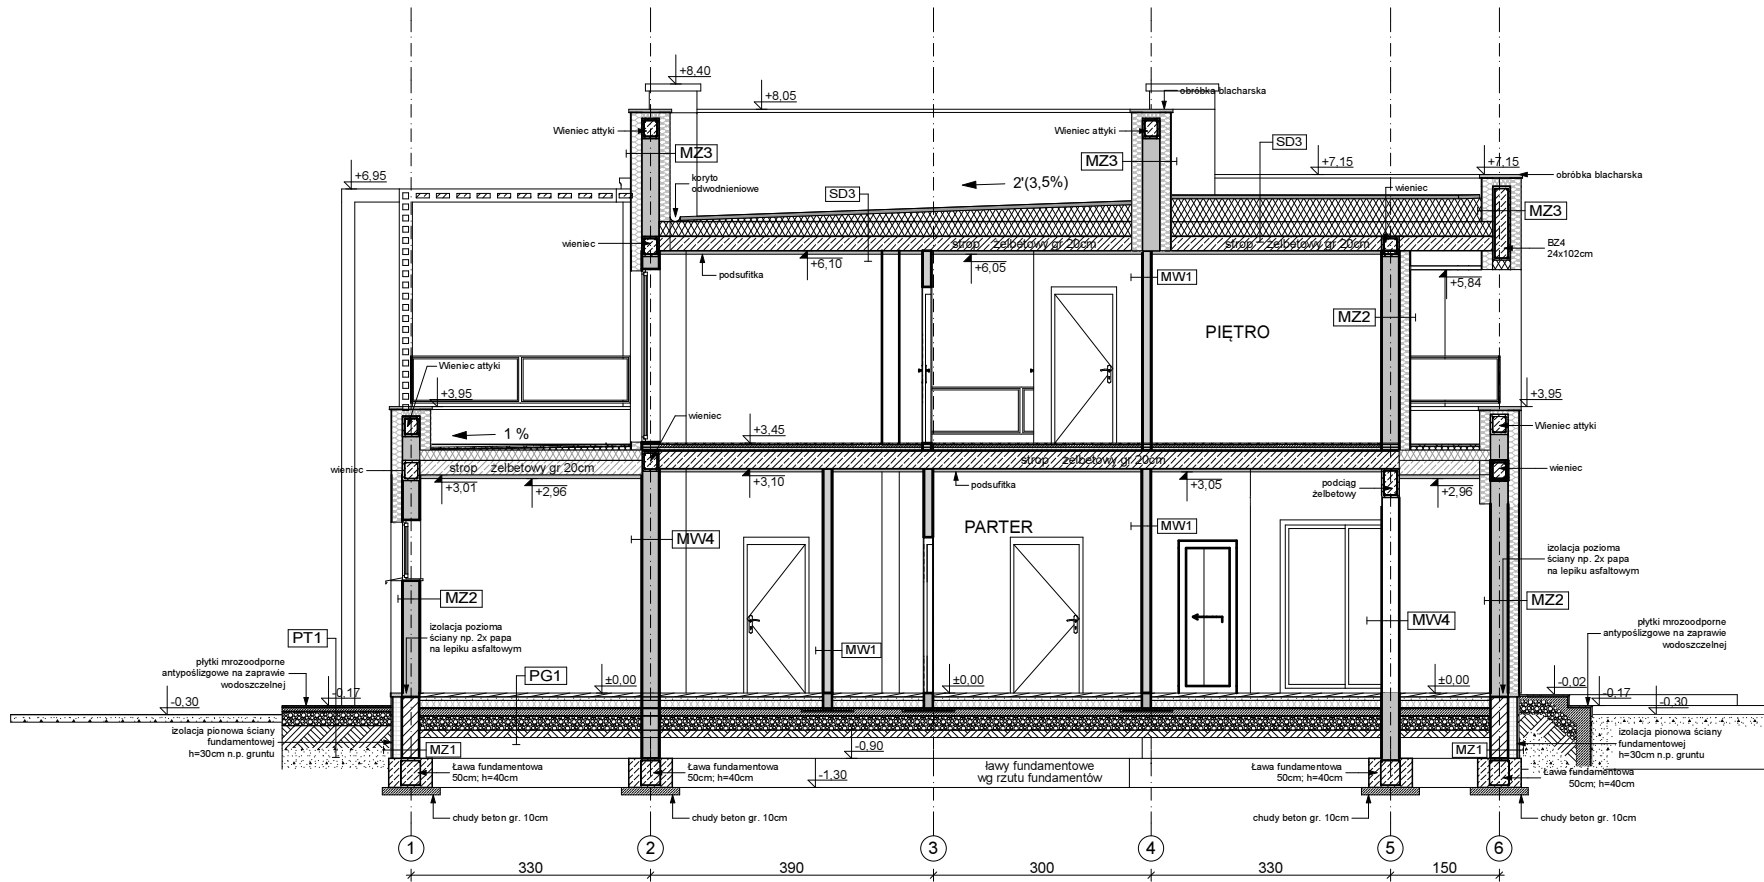 +8,40
+8,05
obróbka blacharska
Wieniec attyki
Wieniec attyki
MZ3
MZ3
SD3
+7,15
+7,15
obróbka blacharska
+6,95
koryto
odwodnieniowe
SD3
2'(3,5%)
wieniec
MZ3
wieniec
strop żelbetowy gr 20cm
strop żelbetowy gr 20cm
BZ4
24x102cm
podsufitka
+6,10
+6,05
MW1
+5,84
MZ2
PIĘTRO
Wieniec attyki
+3,95
+3,95
wieniec
1 %
+3,45
Wieniec attyki
wieniec
strop żelbetowy gr 20cm
strop żelbetowy gr 20cm
wieniec
+3,01
+2,96
+3,10
podsufitka
+3,05
podciąg
żelbetowy
+2,96
MW4
PARTER
MW1
izolacja pozioma
ściany np. 2x papa
na lepiku asfaltowym
MZ2
MZ2
izolacja pozioma
ściany np. 2x papa
na lepiku asfaltowym
MW4
PT1
MW1
płytki mrozoodporne
antypoślizgowe na zaprawie
wodoszczelnej
płytki mrozoodporne
antypoślizgowe na zaprawie
wodoszczelnej
PG1
±0,00
±0,00
±0,00
-0,02
-0,17
-0,17
-0,30
-0,30
izolacja pionowa ściany
fundamentowej
h=30cm n.p. gruntu
MZ1
-0,90
MZ1
izolacja pionowa ściany
fundamentowej
h=30cm n.p. gruntu
Ława fundamentowa
50cm; h=40cm
Ława fundamentowa
50cm; h=40cm
-1,30
ławy fundamentowe
wg rzutu fundamentów
Ława fundamentowa
50cm; h=40cm
Ława fundamentowa
50cm; h=40cm
chudy beton gr. 10cm
chudy beton gr. 10cm
chudy beton gr. 10cm
chudy beton gr. 10cm
1
2
3
4
5
6
330
390
300
330
150